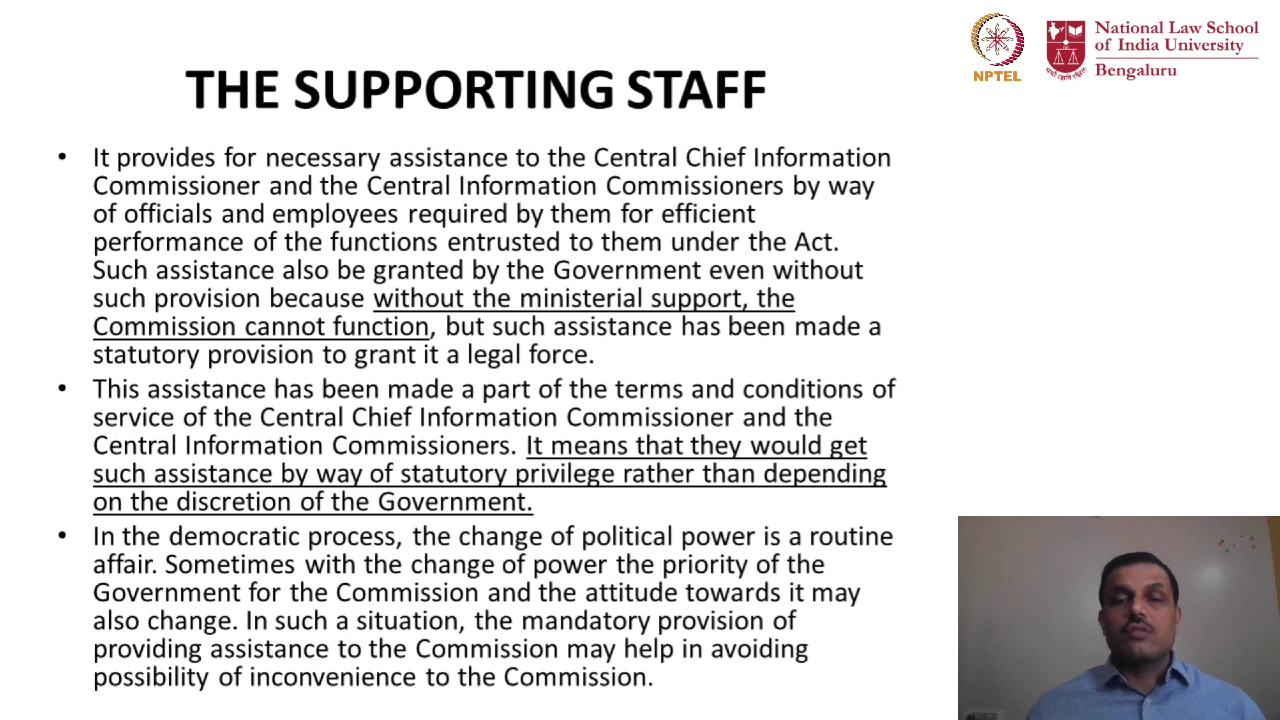 National Law School
of India University
NPTEL
Bengaluru
THE SUPPORTING STAFF
• It provides for necessary assistance to the Central Chief Information
Commissioner and the Central Information Commissioners by way
of officials and employees required by them for efficient
performance of the functions entrusted to them under the Act.
Such assistance also be granted by the Government even without
such provision because without the ministerial support, the
Commission cannot function, but such assistance has been made a
statutory provision to grant it a legal force.
• This assistance has been made a part of the terms and conditions of
service of the Central Chief Information Commissioner and the
Central Information Commissioners. It means that they would get
such assistance by way of statutory privilege rather than depending
on the discretion of the Government.
• In the democratic process, the change of political power is a routine
affair. Sometimes with the change of power the priority of the
Government for the Commission and the attitude towards it may
also change. In such a situation, the mandatory provision of
providing assistance to the Commission may help in avoiding
possibility of inconvenience to the Commission.